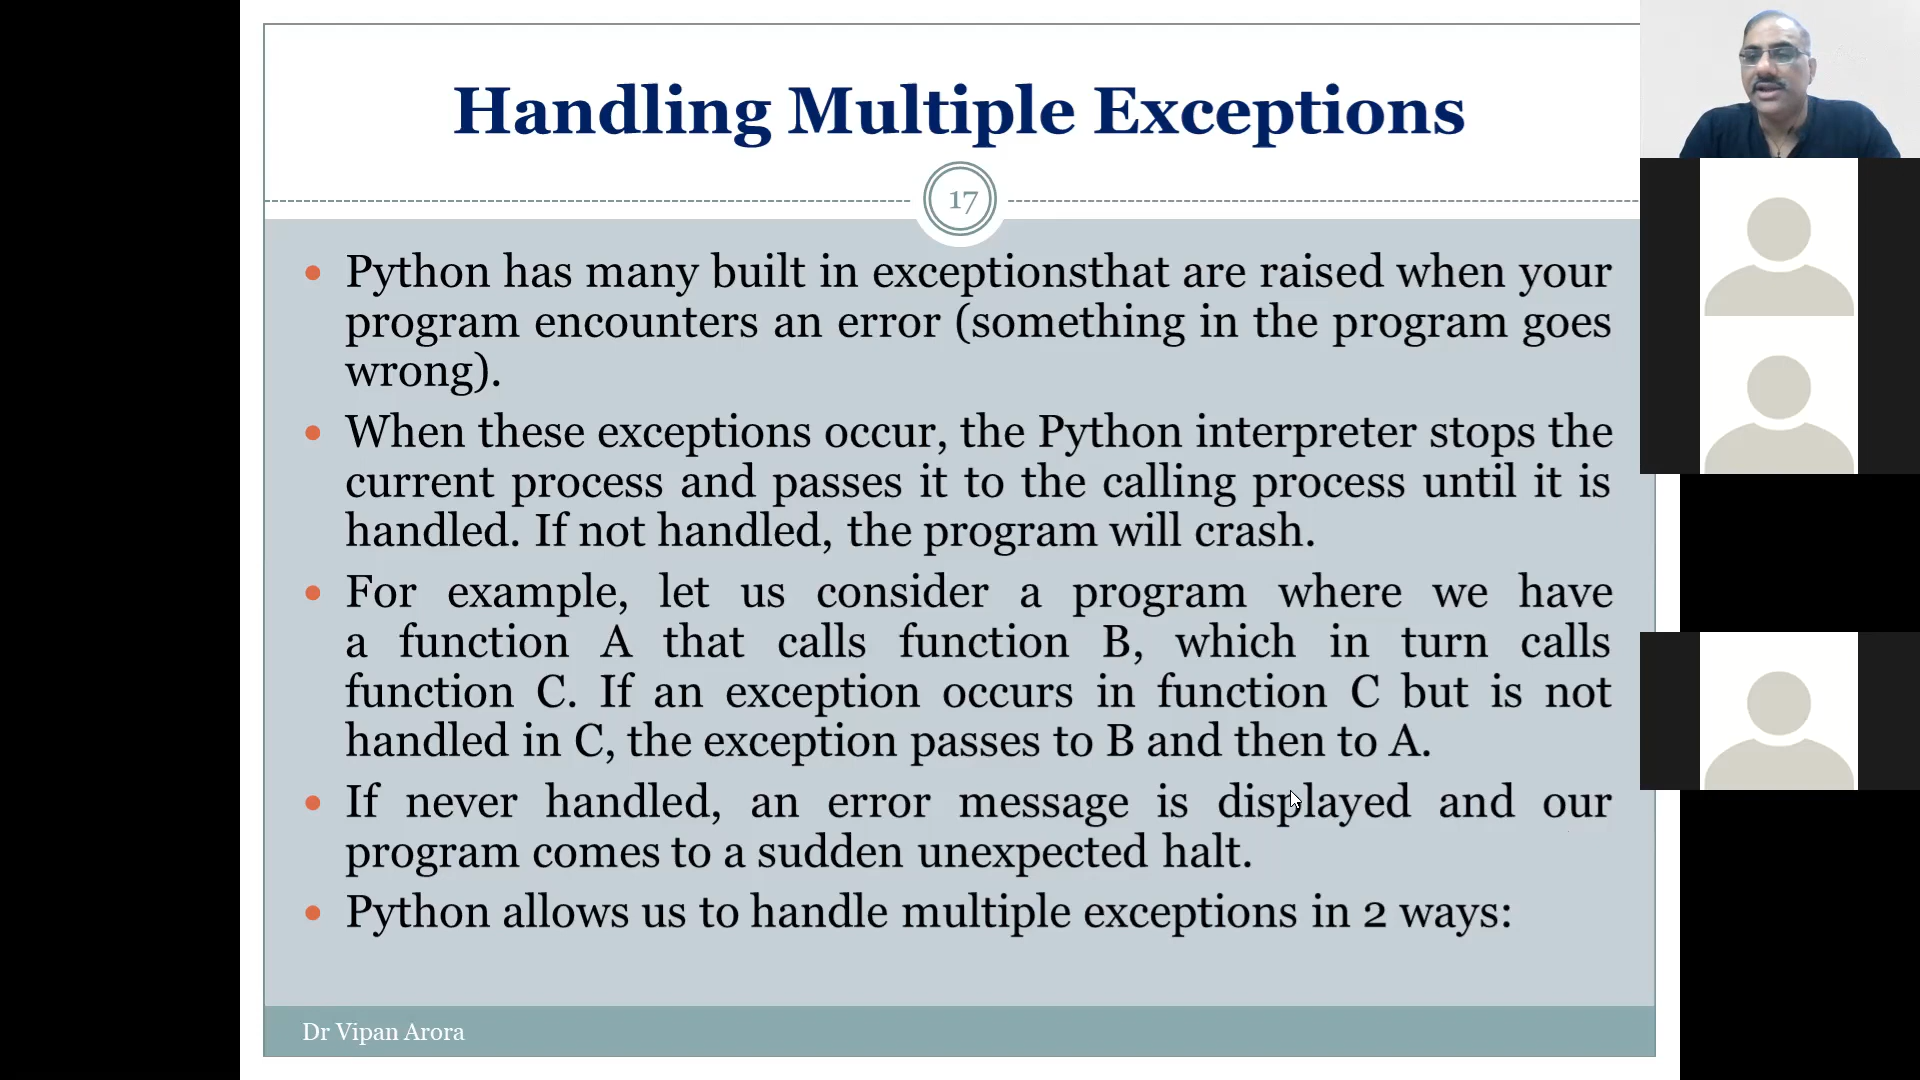 Handling Multiple Exceptions
17
• Python has many built in exceptionsthat are raised when your
program encounters an error (something in the program goes
wrong).
• When these exceptions occur, the Python interpreter stops the
current process and passes it to the calling process until it is
handled. If not handled, the program will crash.
• For example, let us consider a program where we have
a function A that calls function B, which in turn calls
function C. If an exception occurs in function C but is not
handled in C, the exception passes to B and then to A.
• If never handled, an error message is displayed and our
program comes to a sudden unexpected halt.
• Python allows us to handle multiple exceptions in 2 ways:
Dr Vipan Arora